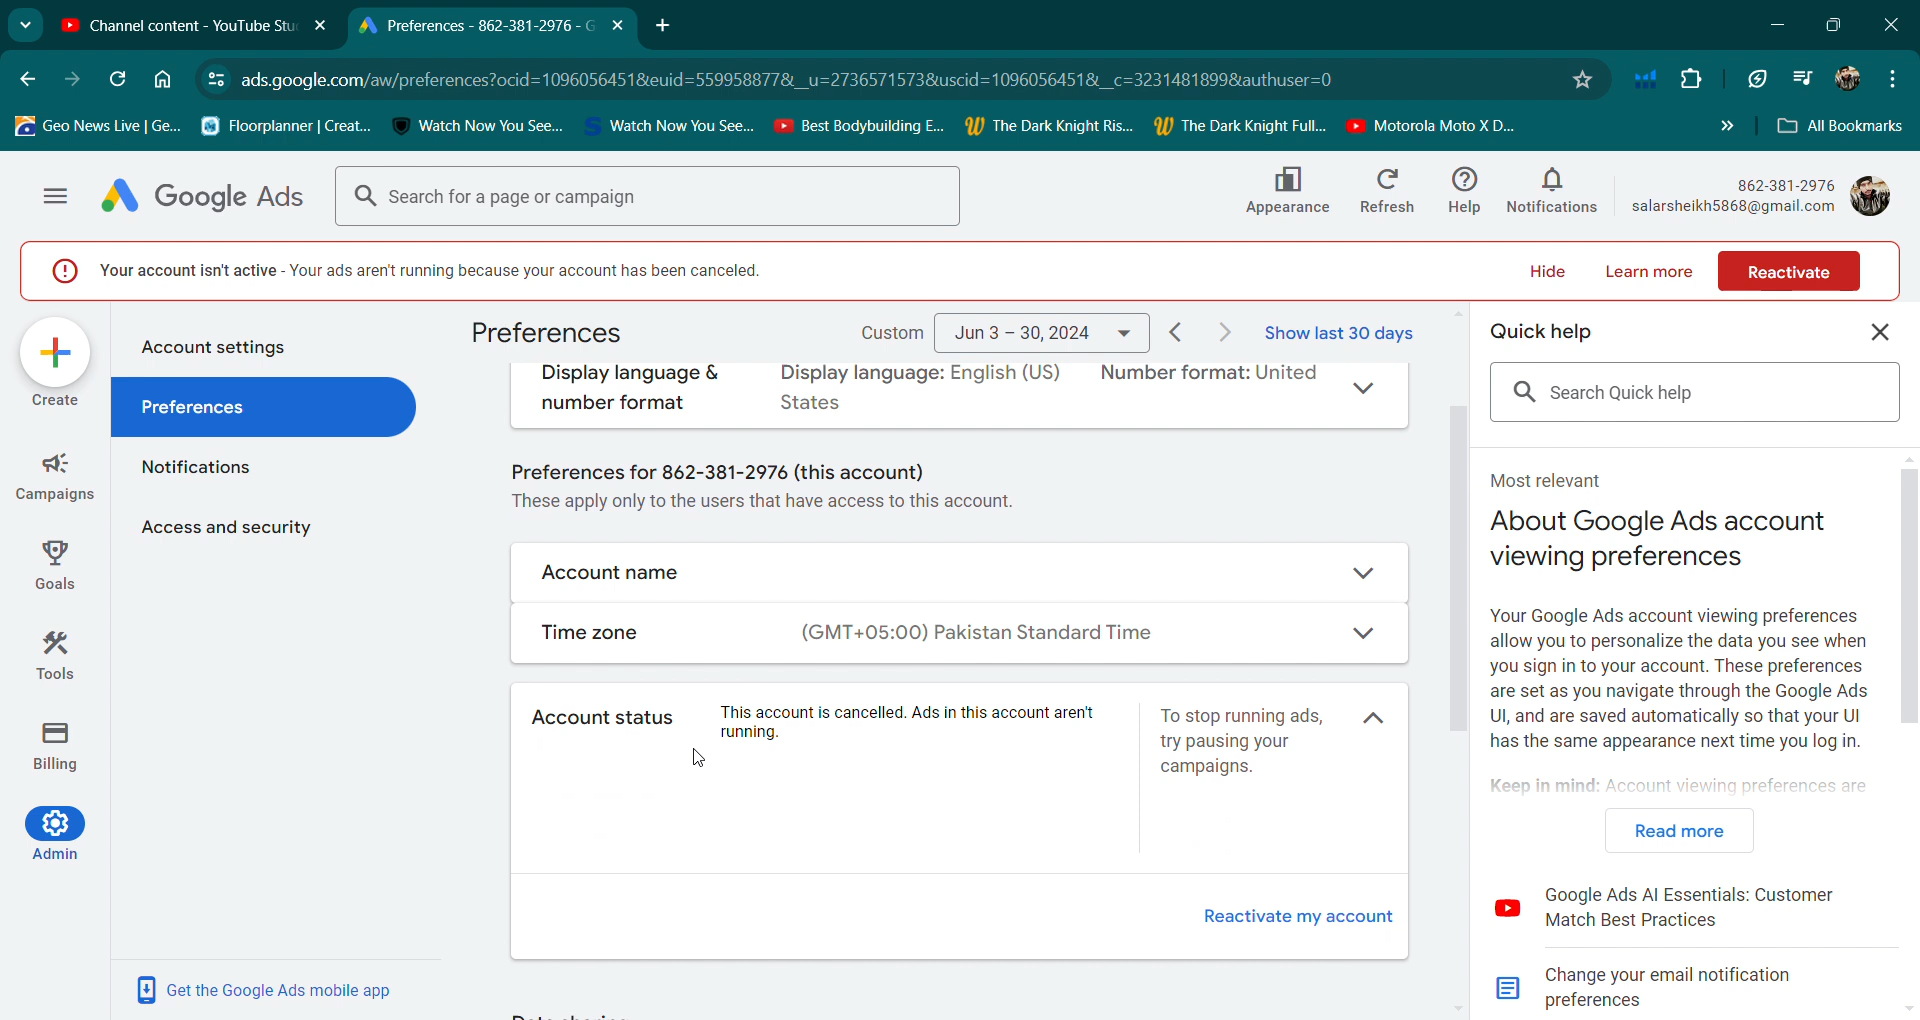 Channel content - YouTube Stu
Preferences - 862-381-2976 - G
ads.google.com/aw/preferences?ocid=1096056451&euid=559958877&__u=2736571573&uscid=1096056451&__c=3231481899&authuser=0
Geo News Live | Ge...
Floorplanner | Creat...
Watch Now You See...
Watch Now You See...
Best Bodybuilding E...
The Dark Knight Ris...
The Dark Knight Full...
Motorola Moto X D...
All Bookmarks
Google Ads
Search for a page or campaign
Appearance
Refresh
Help
Notifications
862-381-2976
salarsheikh5868@gmail.com
Your account isn't active - Your ads aren't running because your account has been canceled.
Hide
Learn more
Reactivate
Create
Campaigns
Goals
Tools
Billing
Admin
Account settings
Preferences
Notifications
Access and security
Get the Google Ads mobile app
Preferences
Custom
Jun 3 – 30, 2024
Show last 30 days
Display language &
number format
Display language: English (US)
Number format: United
States
Preferences for 862-381-2976 (this account)
These apply only to the users that have access to this account.
Account name
Time zone
(GMT+05:00) Pakistan Standard Time
Account status
This account is cancelled. Ads in this account aren't
running.
To stop running ads,
try pausing your
campaigns.
Reactivate my account
Quick help
Search Quick help
Most relevant
About Google Ads account
viewing preferences
Your Google Ads account viewing preferences
allow you to personalize the data you see when
you sign in to your account. These preferences
are set as you navigate through the Google Ads
UI, and are saved automatically so that your UI
has the same appearance next time you log in.
Keep in mind: Account viewing preferences are
Read more
Google Ads AI Essentials: Customer
Match Best Practices
Change your email notification
preferences